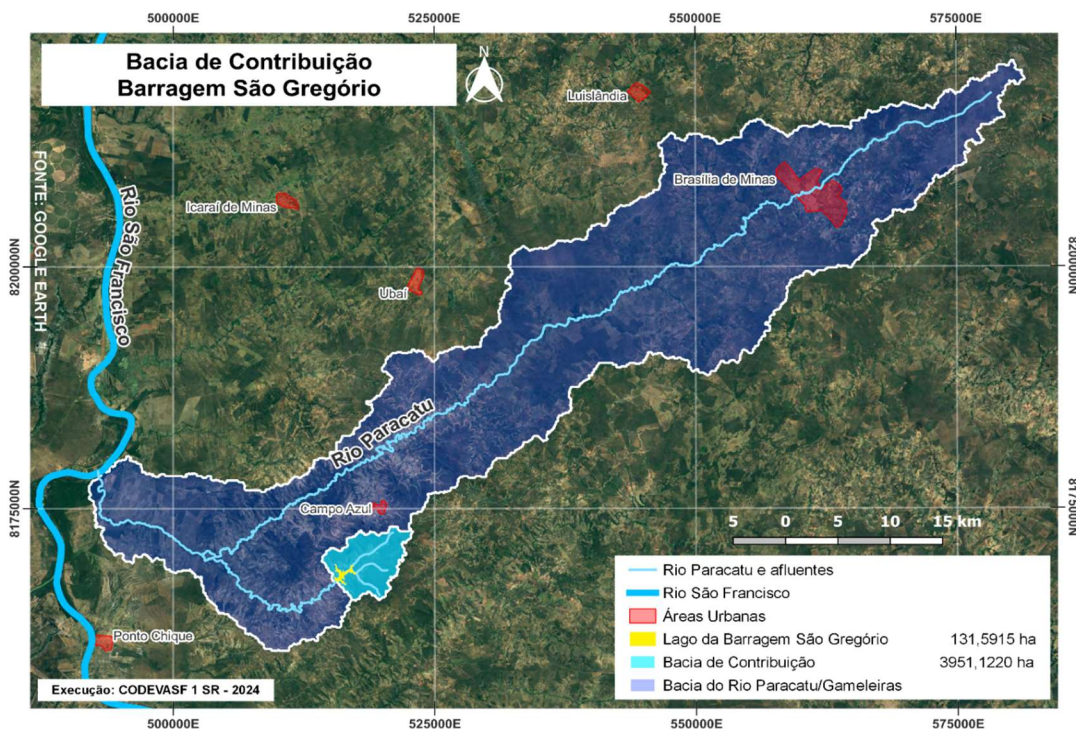 500000E
525000E
550000E
575000E
Bacia de Contribuição
Barragem São Gregório
N
Luislândia
FONTE: GOOGLE EARTH
Rio São Francisco
Brasília de Minas
Icaraí de Minas
8200000N
8200000N
Ubaí
Rio Paracatu
Campo Azul
8175000N
8175000N
5 0 5 10 15 km
Rio Paracatu e afluentes
Rio São Francisco
Áreas Urbanas
Lago da Barragem São Gregório 131,5915 ha
Bacia de Contribuição 3951,1220 ha
Bacia do Rio Paracatu/Gameleiras
Ponto Chique
Execução: CODEVASF 1 SR - 2024
500000E
525000E
550000E
575000E